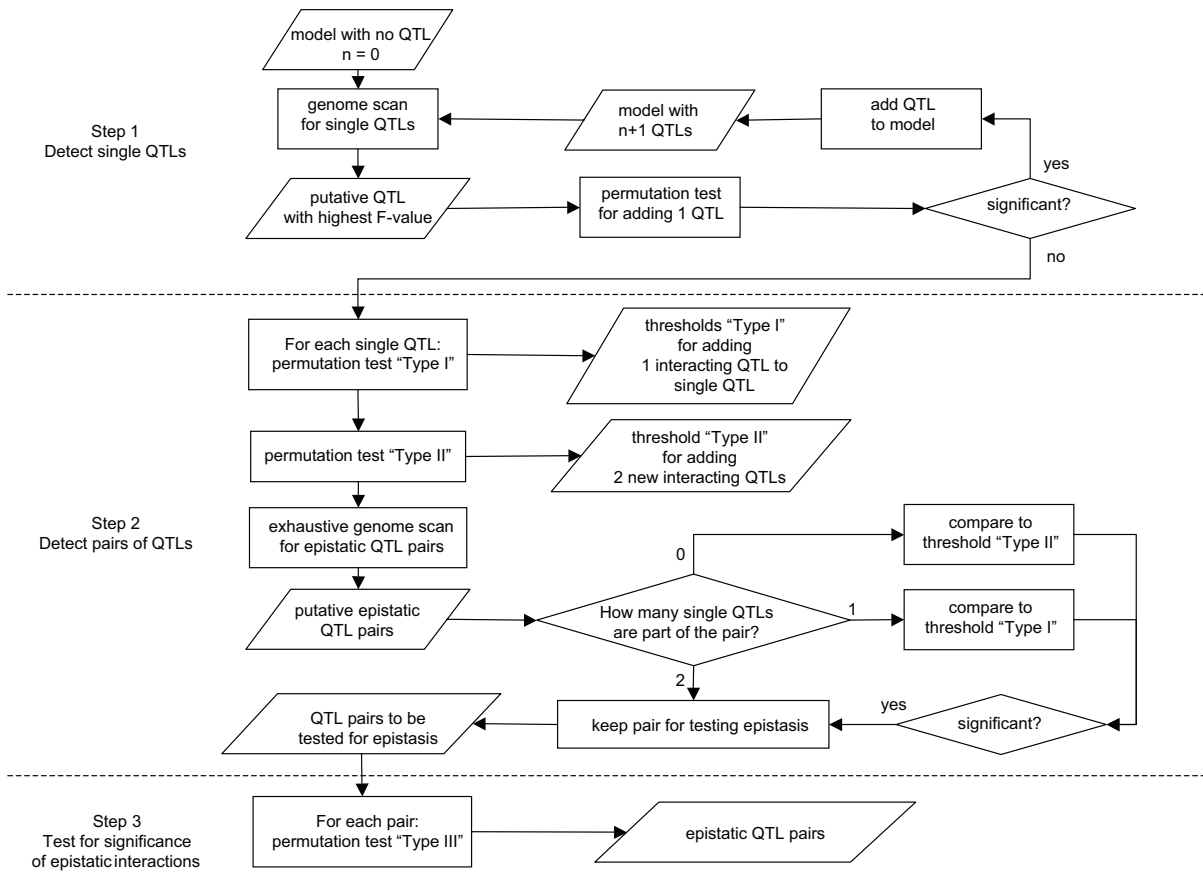 model with no QTL
n = 0
Step 1
Detect single QTLs
genome scan
for single QTLs
model with
n+1 QTLs
add QTL
to model
yes
putative QTL
with highest F-value
permutation test
for adding 1 QTL
significant?
no
For each single QTL:
permutation test “Type I”
thresholds “Type I”
for adding
1 interacting QTL to
single QTL
permutation test “Type II”
threshold “Type II”
for adding
2 new interacting QTLs
Step 2
Detect pairs of QTLs
exhaustive genome scan
for epistatic QTL pairs
0
compare to
threshold “Type II”
putative epistatic
QTL pairs
How many single QTLs
are part of the pair?
1
compare to
threshold “Type I”
2
QTL pairs to be
tested for epistasis
keep pair for testing epistasis
yes
significant?
Step 3
Test for significance
of epistatic interactions
For each pair:
permutation test “Type III”
epistatic QTL pairs